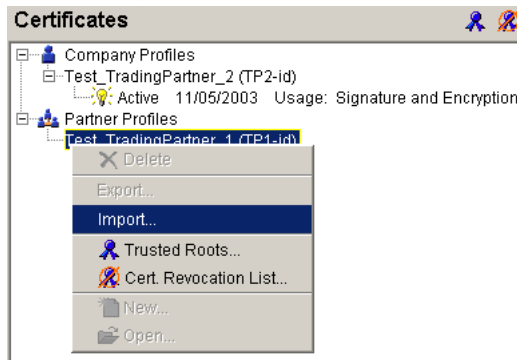 Certificates
Company Profiles
Test_TradingPartner_2 (TP2-id)
Active 11/05/2003 Usage: Signature and Encryption
Partner Profiles
Test_TradingPartner_1 (TP1-id)
Delete
Export...
Import...
Trusted Roots...
Cert. Revocation List...
New...
Open...